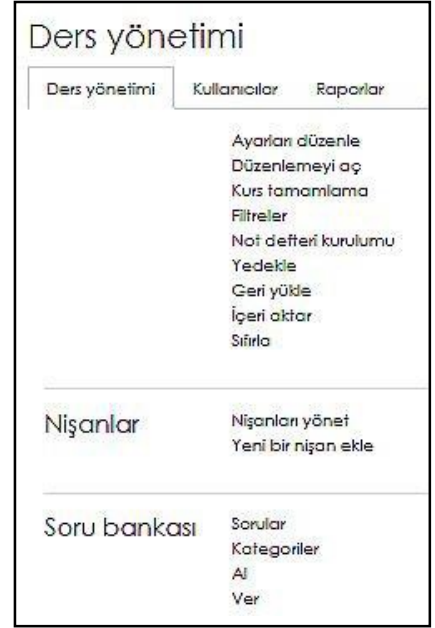 Ders yönetimi
Ders yönetimi Kullanıcılar Raporlar
Ayarları düzenle
Düzenlemeyi aç
Kurs tamamlama
Filtreler
Not defteri kurulumu
Yedekle
Geri yükle
İçeri aktar
Sıfırla
Nişanlar
Nişanları yönet
Yeni bir nişan ekle
Soru bankası
Sorular
Kategoriler
Al
Ver